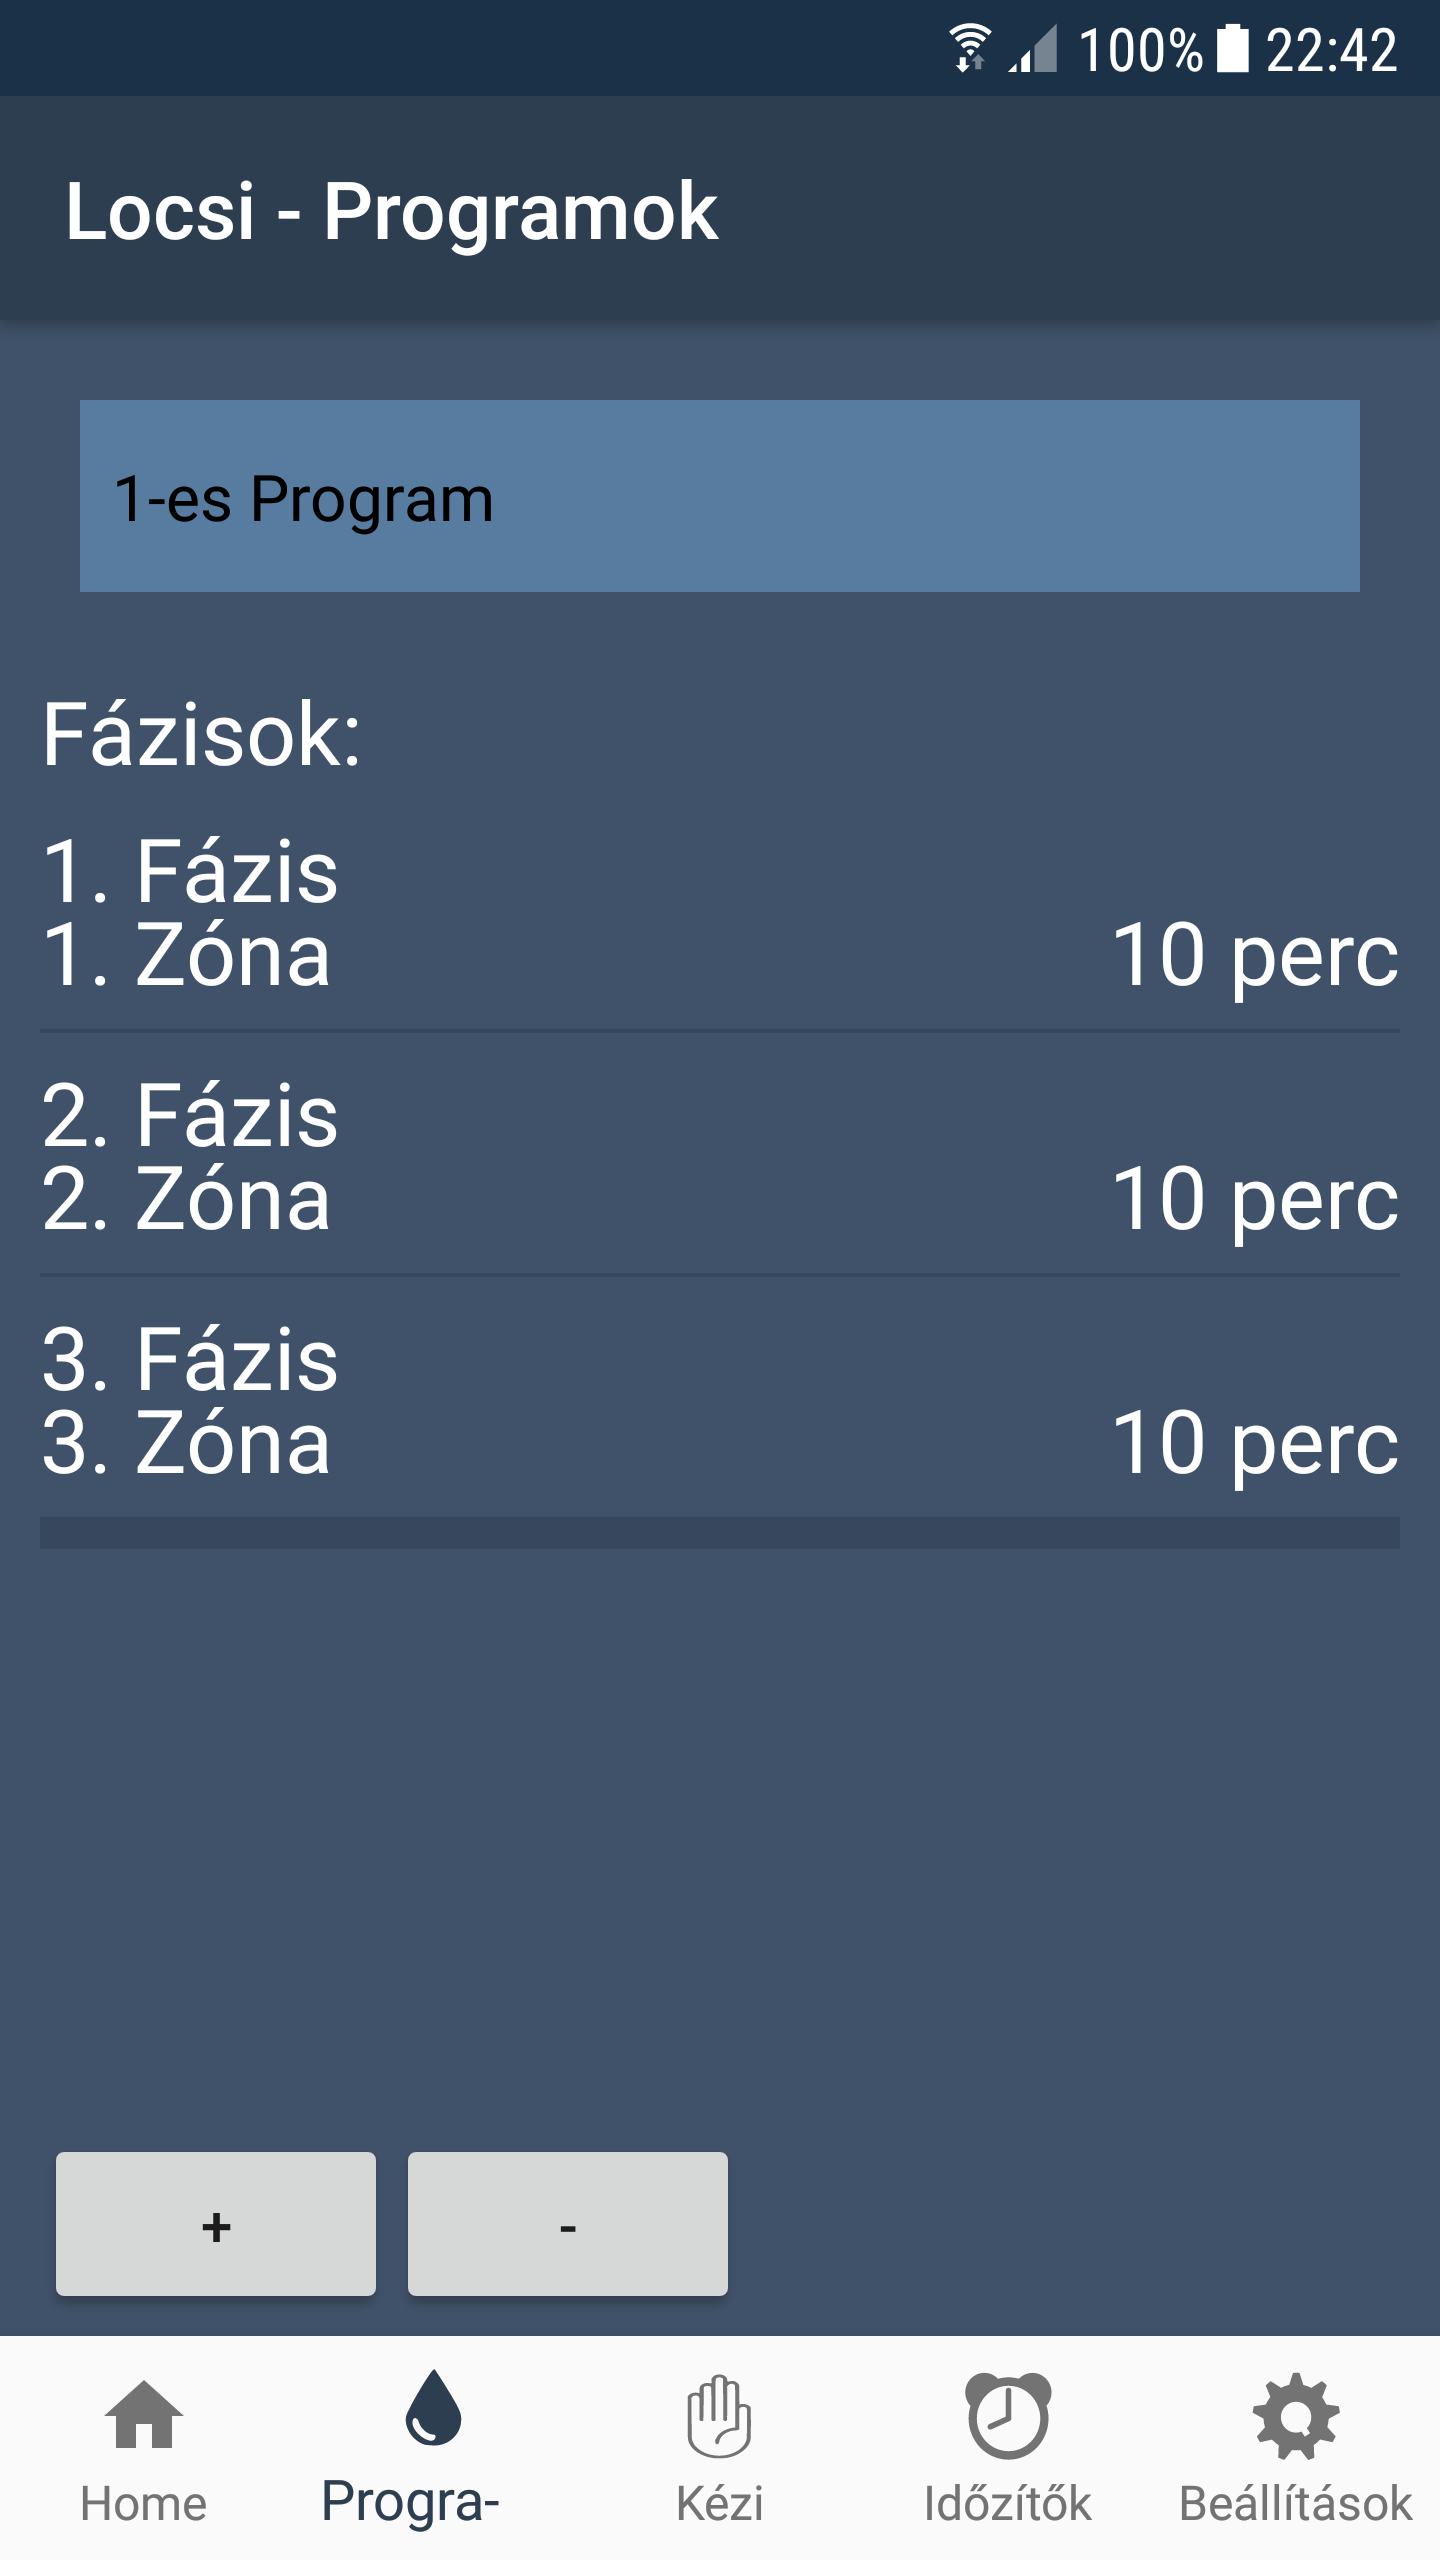 100% 22:42
Locsi - Programok
1-es Program
Fázisok:
1. Fázis
1. Zóna 10 perc
2. Fázis
2. Zóna 10 perc
3. Fázis
3. Zóna 10 perc
+ -
Home Progra- Kézi Időzítők Beállítások